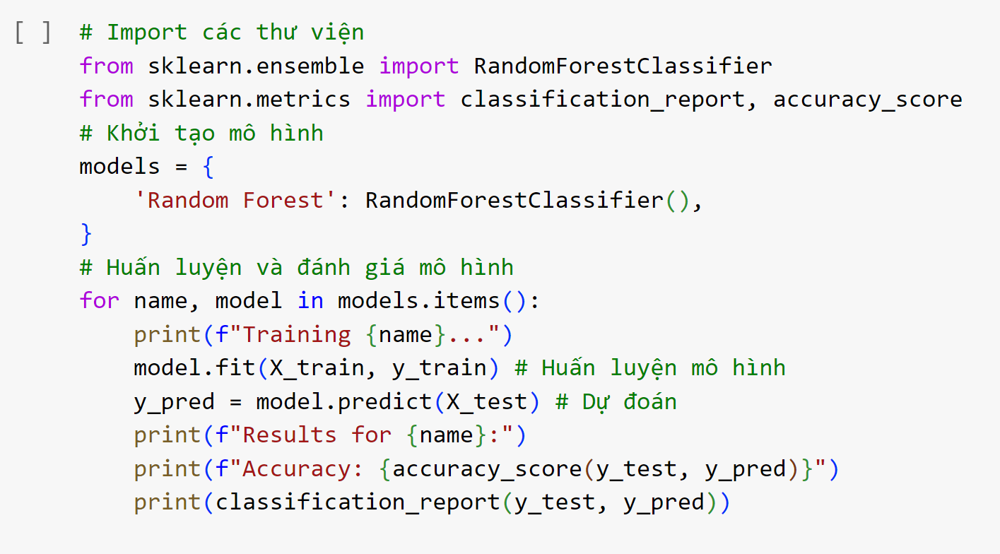 [ ] # Import các thư viện
from sklearn.ensemble import RandomForestClassifier
from sklearn.metrics import classification_report, accuracy_score
# Khởi tạo mô hình
models = {
    'Random Forest': RandomForestClassifier(),
}
# Huấn luyện và đánh giá mô hình
for name, model in models.items():
    print(f"Training {name}...")
    model.fit(X_train, y_train) # Huấn luyện mô hình
    y_pred = model.predict(X_test) # Dự đoán
    print(f"Results for {name}:")
    print(f"Accuracy: {accuracy_score(y_test, y_pred)}")
    print(classification_report(y_test, y_pred))